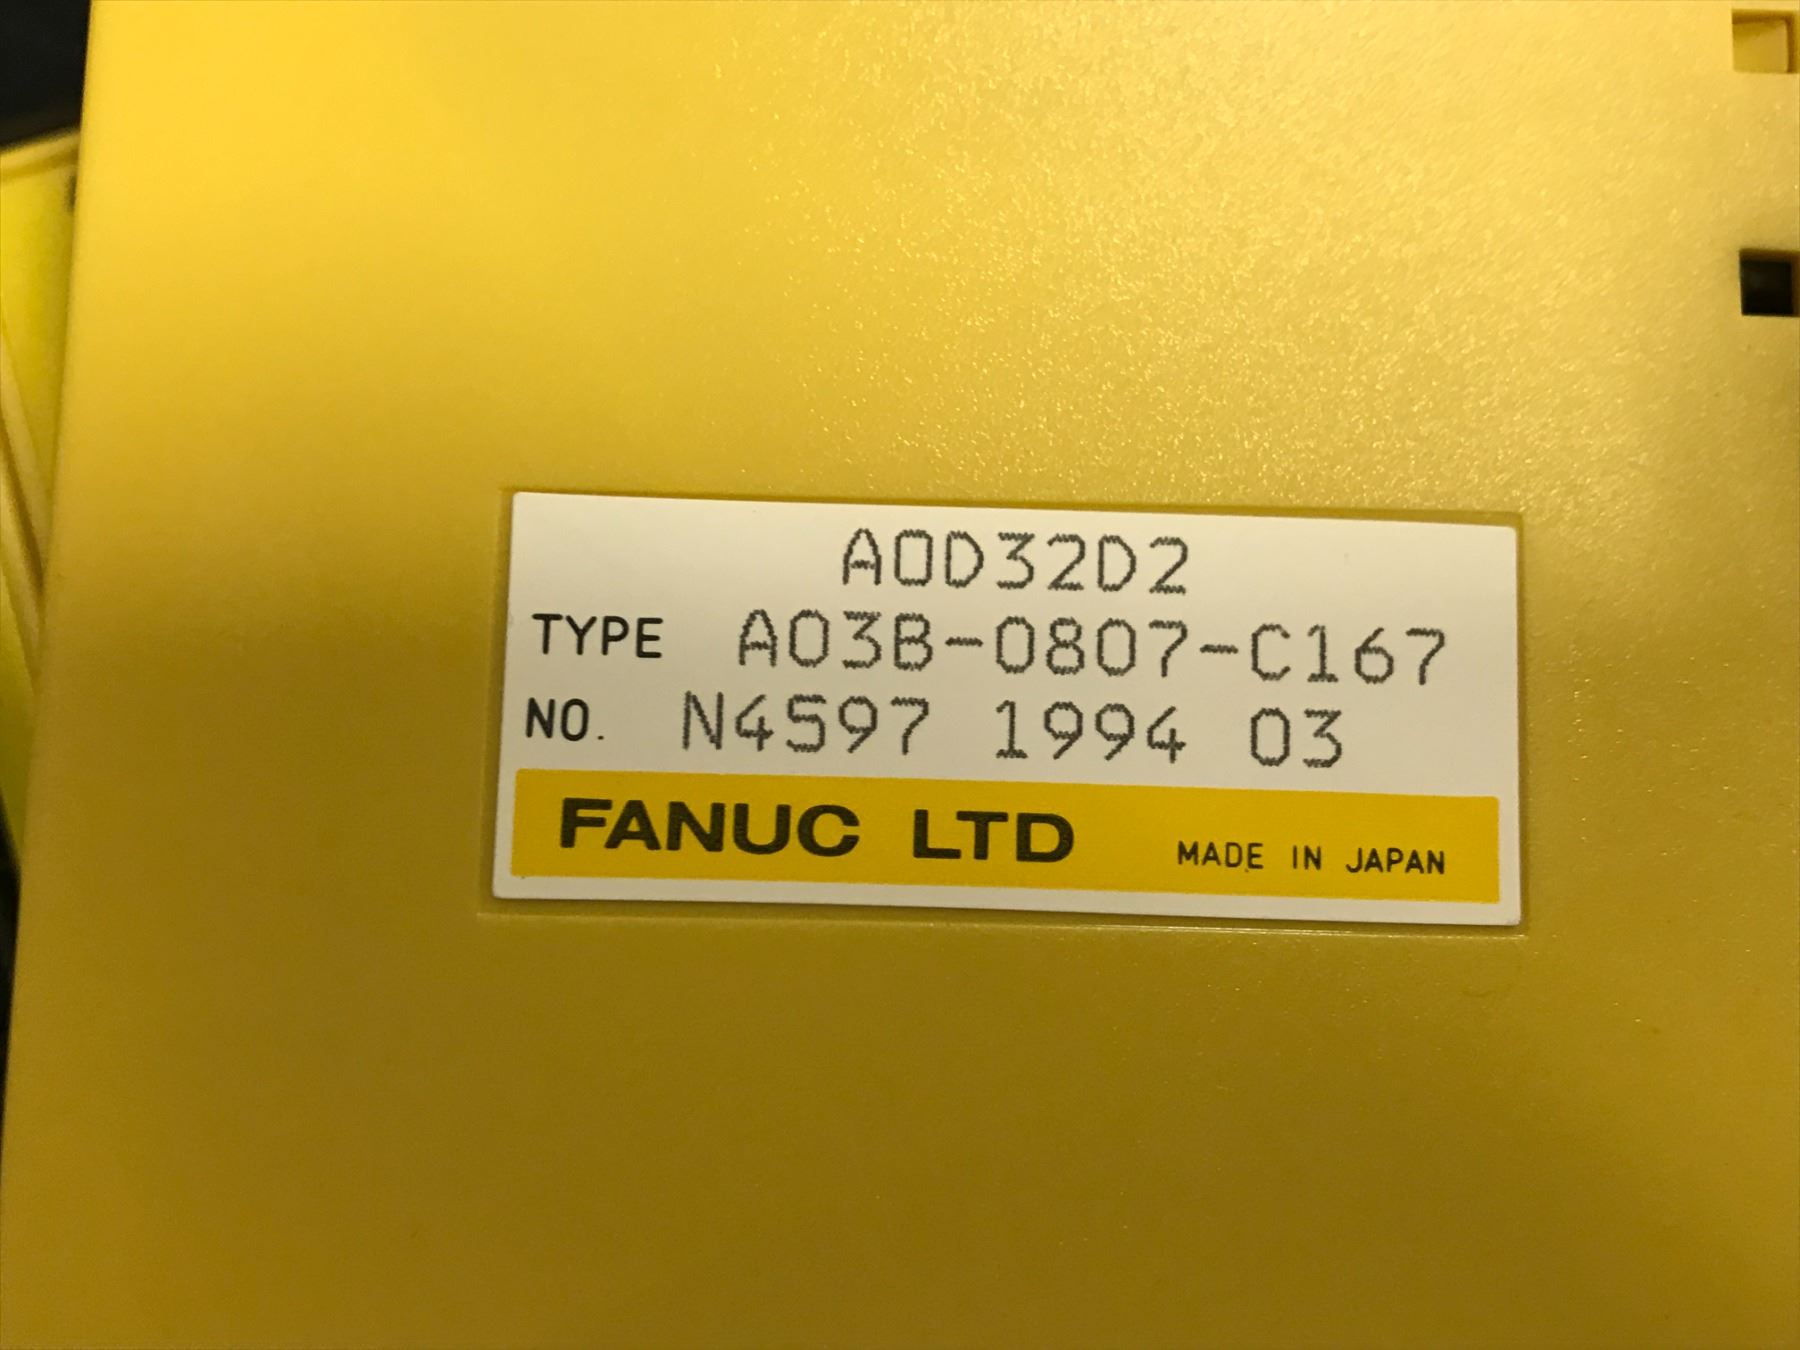 AOD32D2
TYPE A03B-0807-C167
NO. N4597 1994 03
FANUC LTD MADE IN JAPAN